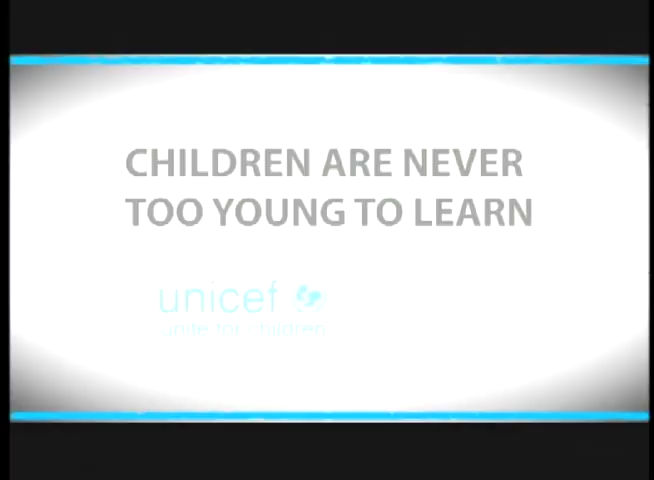 CHILDREN ARE NEVER
TOO YOUNG TO LEARN
unicef
unite for children